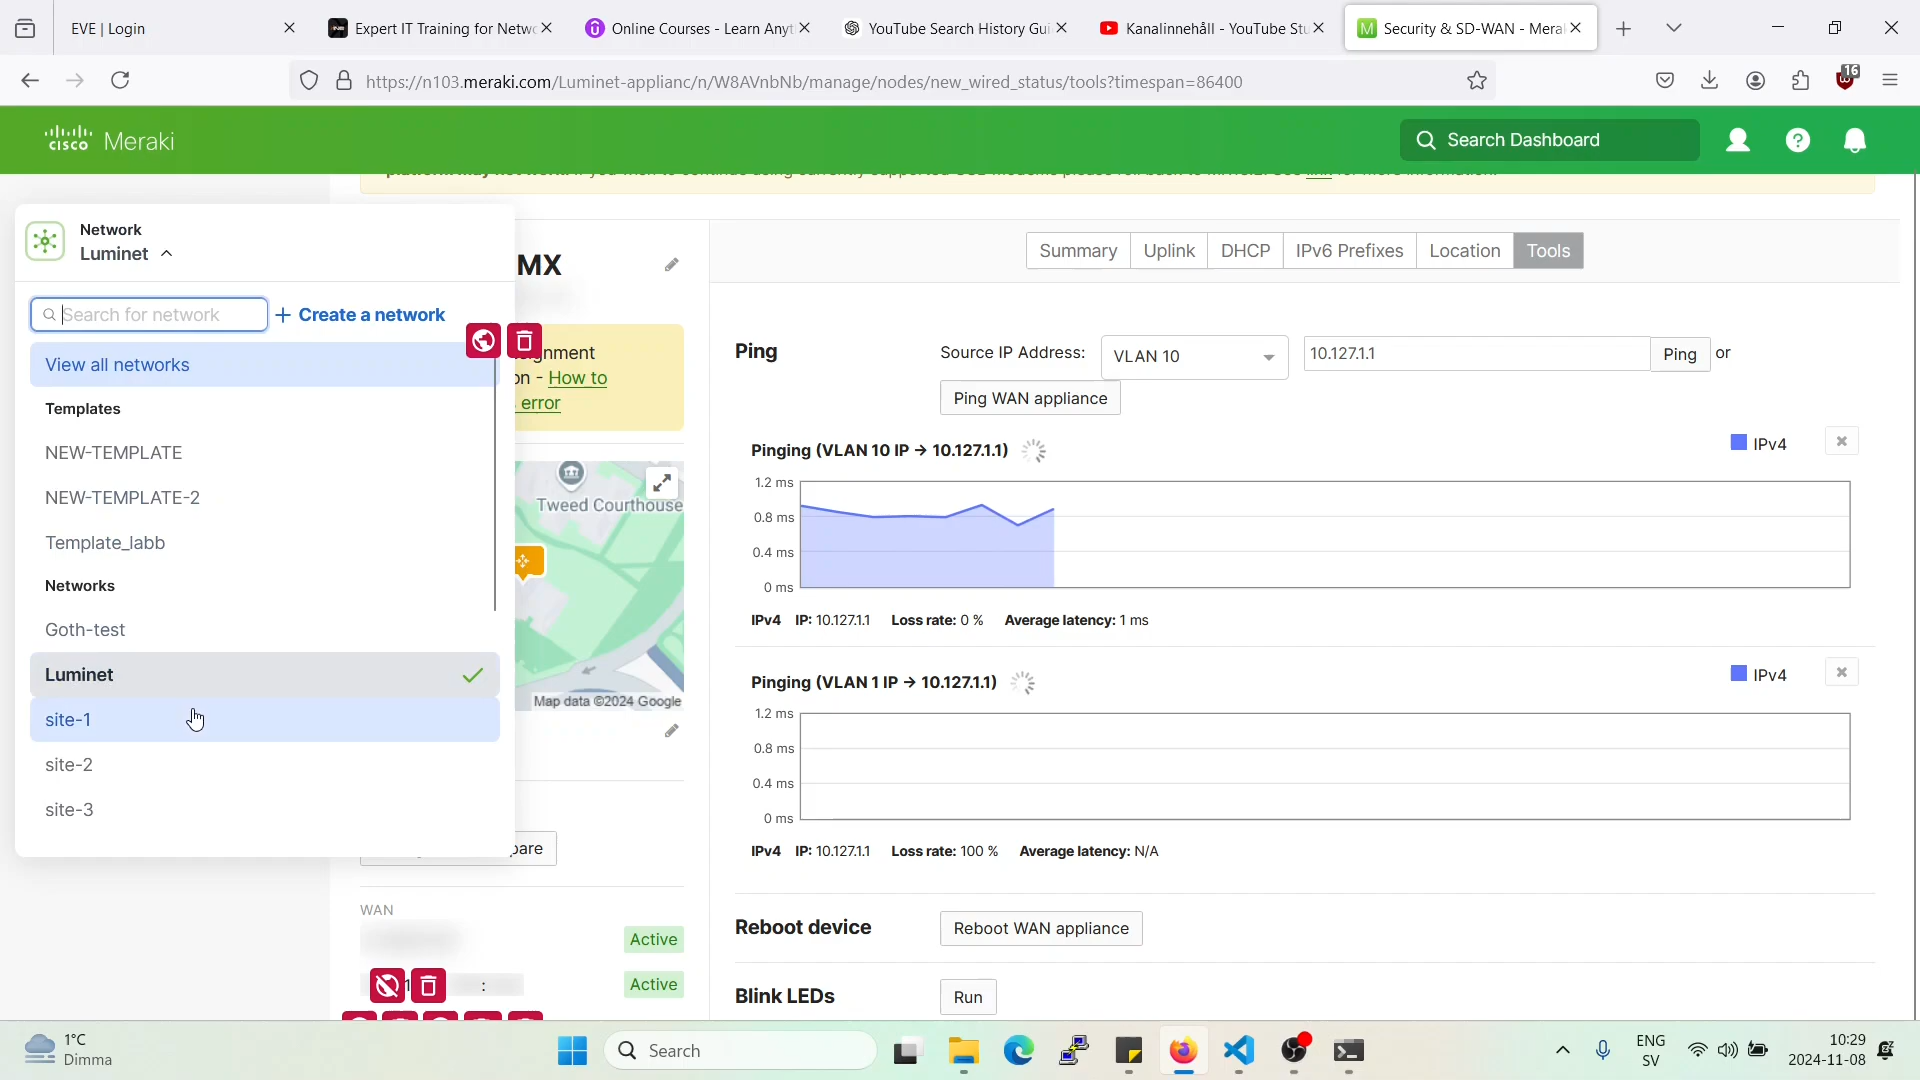 EVE | Login
Expert IT Training for Netwo
Online Courses - Learn Anyt
YouTube Search History Gui
Kanalinnehåll - YouTube Stu
Security & SD-WAN - Mera
https://n103.meraki.com/Luminet-applianc/n/W8AVnbNb/manage/nodes/new_wired_status/tools?timespan=86400
16
cisco Meraki
Search Dashboard
Network
Luminet
Search for network
Create a network
View all networks
Templates
NEW-TEMPLATE
NEW-TEMPLATE-2
Template_labb
Networks
Goth-test
Luminet
site-1
site-2
site-3
MX
ignment
on - How to
error
Tweed Courthouse
Map data ©2024 Google
pare
WAN
Active
Active
Summary
Uplink
DHCP
IPv6 Prefixes
Location
Tools
Ping
Source IP Address:
VLAN 10
10.127.1.1
Ping
or
Ping WAN appliance
Pinging (VLAN 10 IP → 10.127.1.1)
IPv4
1.2 ms
0.8 ms
0.4 ms
0 ms
IPv4 IP: 10.127.1.1 Loss rate: 0 % Average latency: 1 ms
Pinging (VLAN 1 IP → 10.127.1.1)
IPv4
1.2 ms
0.8 ms
0.4 ms
0 ms
IPv4 IP: 10.127.1.1 Loss rate: 100 % Average latency: N/A
Reboot device
Reboot WAN appliance
Blink LEDs
Run
1°C
Dimma
Search
ENG
SV
10:29
2024-11-08